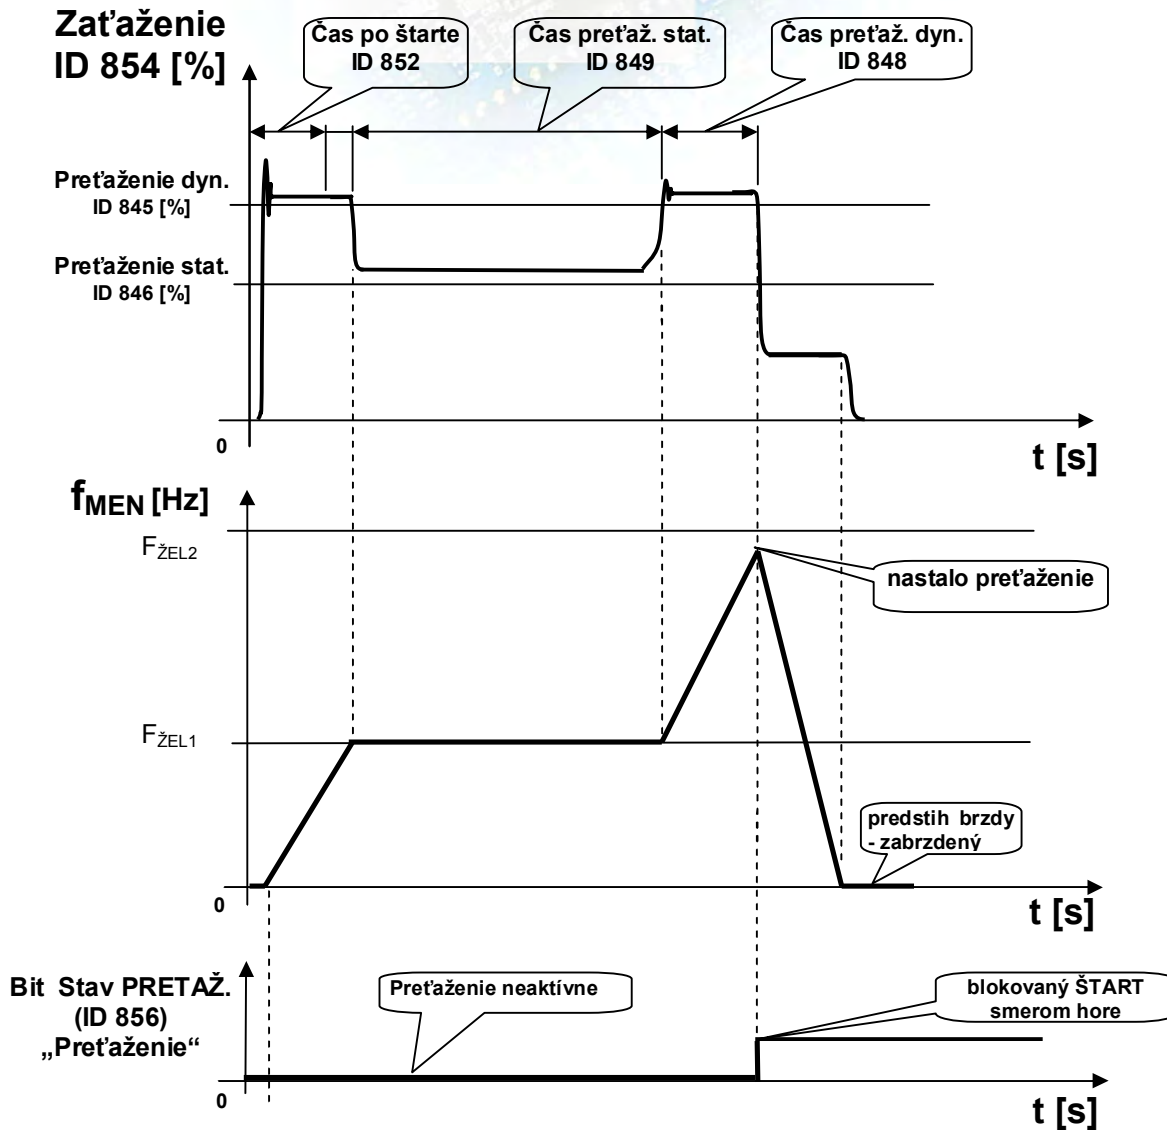 Zaťaženie
ID 854 [%]
Čas po štarte
ID 852
Čas preťaž. stat.
ID 849
Čas preťaž. dyn.
ID 848
Preťaženie dyn.
ID 845 [%]
Preťaženie stat.
ID 846 [%]
0
t [s]
fMEN [Hz]
FŽEL2
nastalo preťaženie
FŽEL1
predstih brzdy
- zabrzdený
0
t [s]
Bit Stav PRETAŽ.
(ID 856)
„Preťaženie“
Preťaženie neaktívne
blokovaný ŠTART
smerom hore
0
t [s]